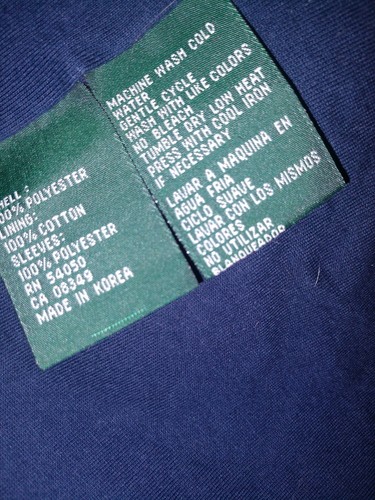 SHELL:
100% POLYESTER
LINING:
100% COTTON
SLEEVES:
100% POLYESTER
RN 54050
CA 08349
MADE IN KOREA
MACHINE WASH COLD
WATER
GENTLE CYCLE
WASH WITH LIKE COLORS
NO BLEACH
TUMBLE DRY LOW HEAT
PRESS WITH COOL IRON
IF NECESSARY
LAVAR A MAQUINA EN
AGUA FRIA
CICLO SUAVE
LAVAR CON LOS MISMOS
COLORES
NO UTILIZAR
BLANQUEADOR